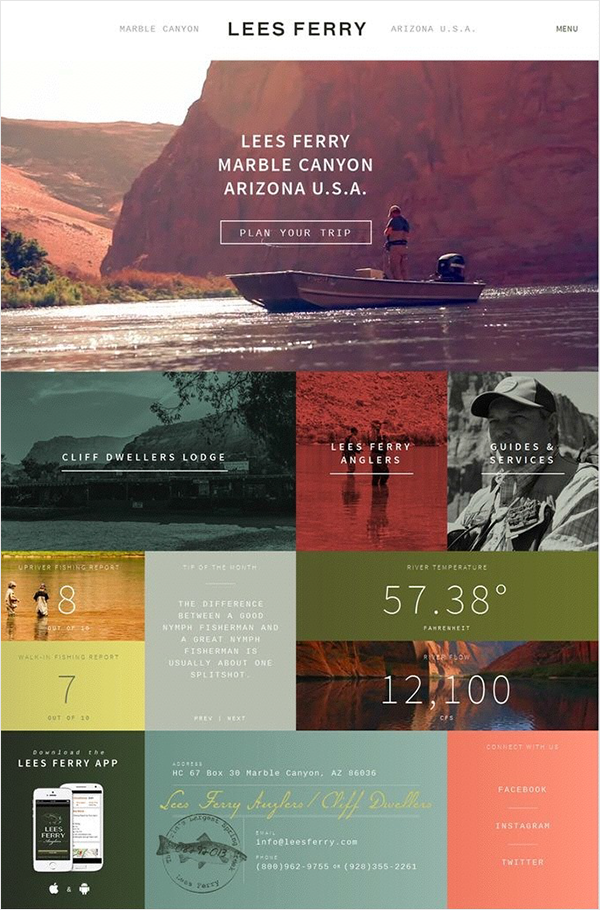 MARBLE CANYON
LEES FERRY
ARIZONA U.S.A.
MENU
LEES FERRY
MARBLE CANYON
ARIZONA U.S.A.
PLAN YOUR TRIP
CLIFF DWELLERS LODGE
LEES FERRY
ANGLERS
GUIDES &
SERVICES
UPRIVER FISHING REPORT
8
OUT OF 10
WALK-IN FISHING REPORT
7
OUT OF 10
TIP OF THE MONTH
THE DIFFERENCE
BETWEEN A GOOD
NYMPH FISHERMAN AND
A GREAT NYMPH
FISHERMAN IS
USUALLY ABOUT ONE
SPLITSHOT.
PREV | NEXT
RIVER TEMPERATURE
57.38°
FAHRENHEIT
RIVER FLOW
12,100
CFS
Download the
LEES FERRY APP
LEES
FERRY
Anglers
&
ADDRESS
HC 67 Box 30 Marble Canyon, AZ 86036
Lees Ferry Anglers / Cliff Dwellers
Lees Ferry
EMAIL
info@leesferry.com
PHONE
(800)962-9755 OR (928)355-2261
CONNECT WITH US
FACEBOOK
INSTAGRAM
TWITTER